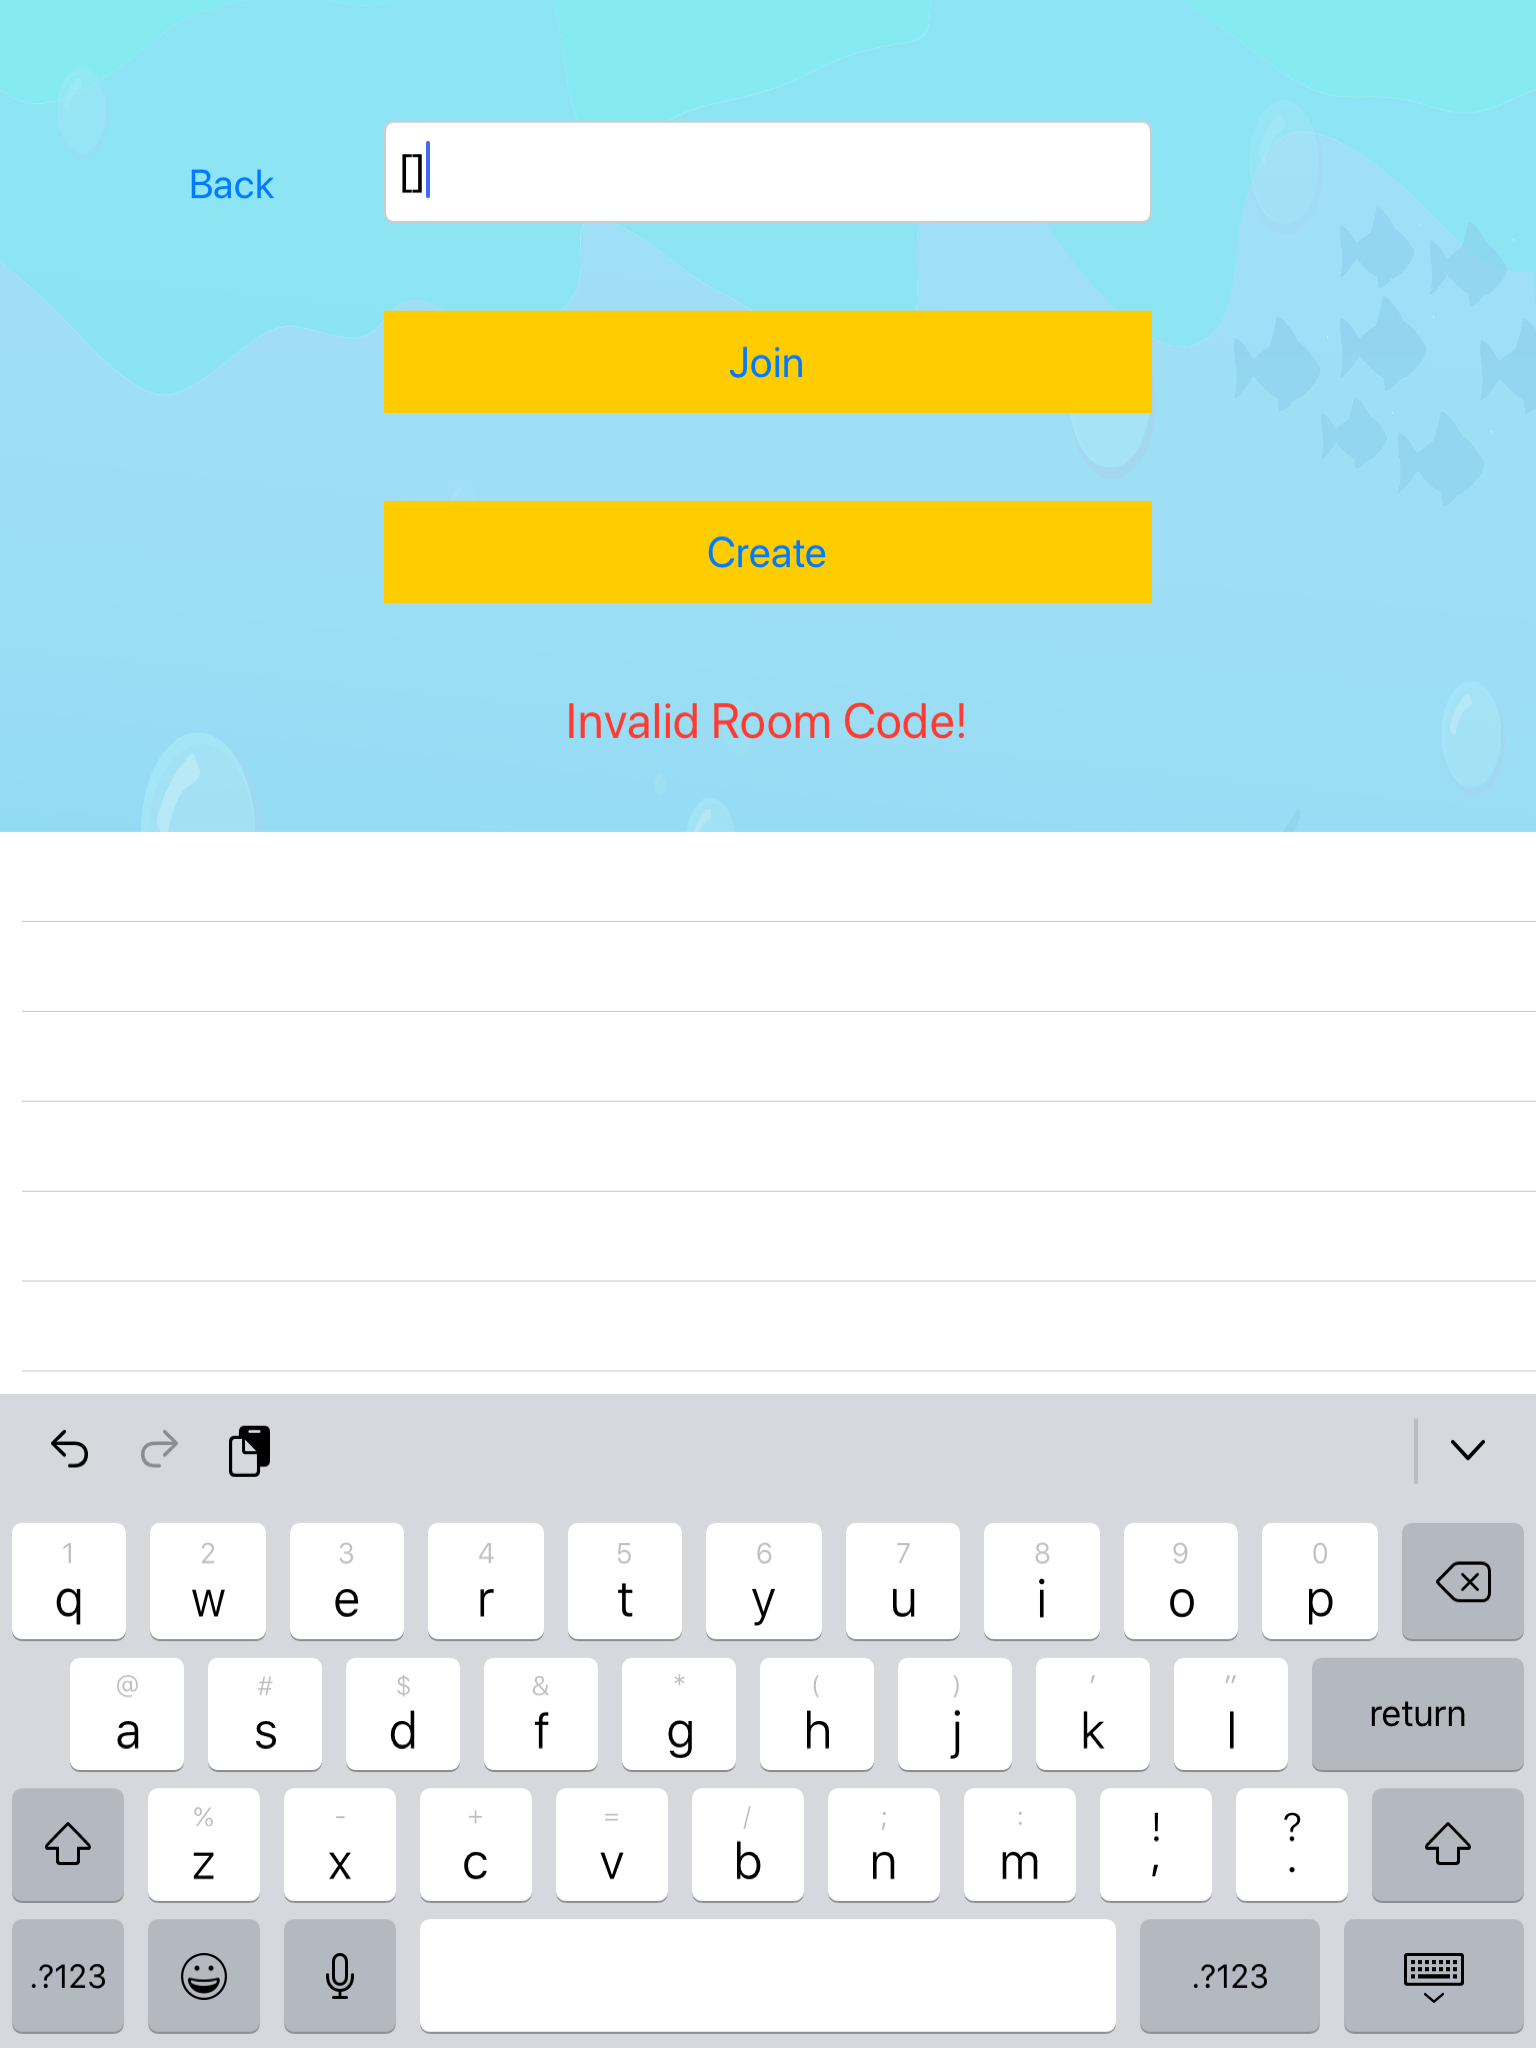 Back
[]
Join
Create
Invalid Room Code!
1 2 3 4 5 6 7 8 9 0
q w e r t y u i o p
@ # $ & * ( ) ' "
a s d f g h j k l return
% - + = / ; : ! ?
z x c v b n m , .
.?123 .?123